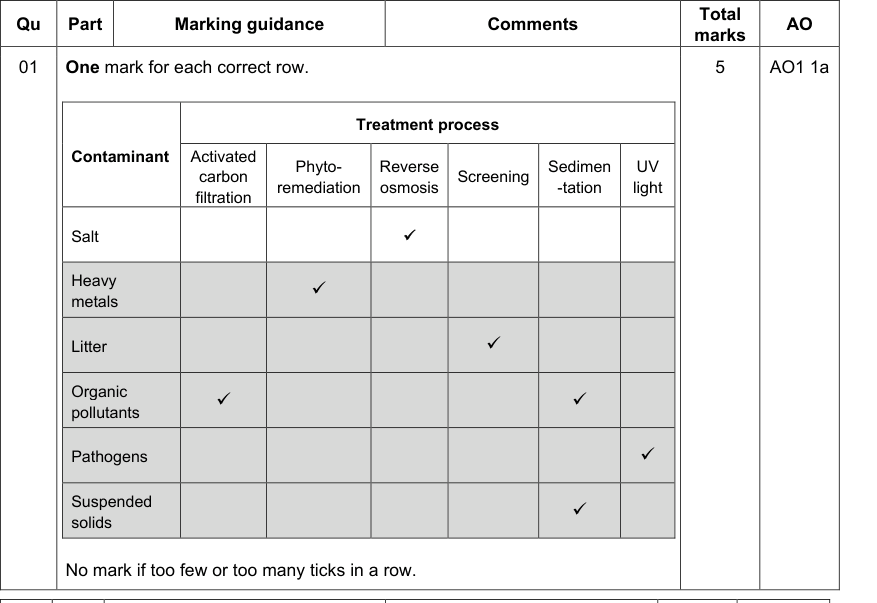 Qu Part Marking guidance Comments Total marks AO
01 One mark for each correct row. 5 AO1 1a
Contaminant Treatment process
Activated carbon filtration
Phyto-remediation
Reverse osmosis
Screening
Sedimen-tation
UV light
Salt ✓
Heavy metals ✓
Litter ✓
Organic pollutants ✓ ✓
Pathogens ✓
Suspended solids ✓
No mark if too few or too many ticks in a row.